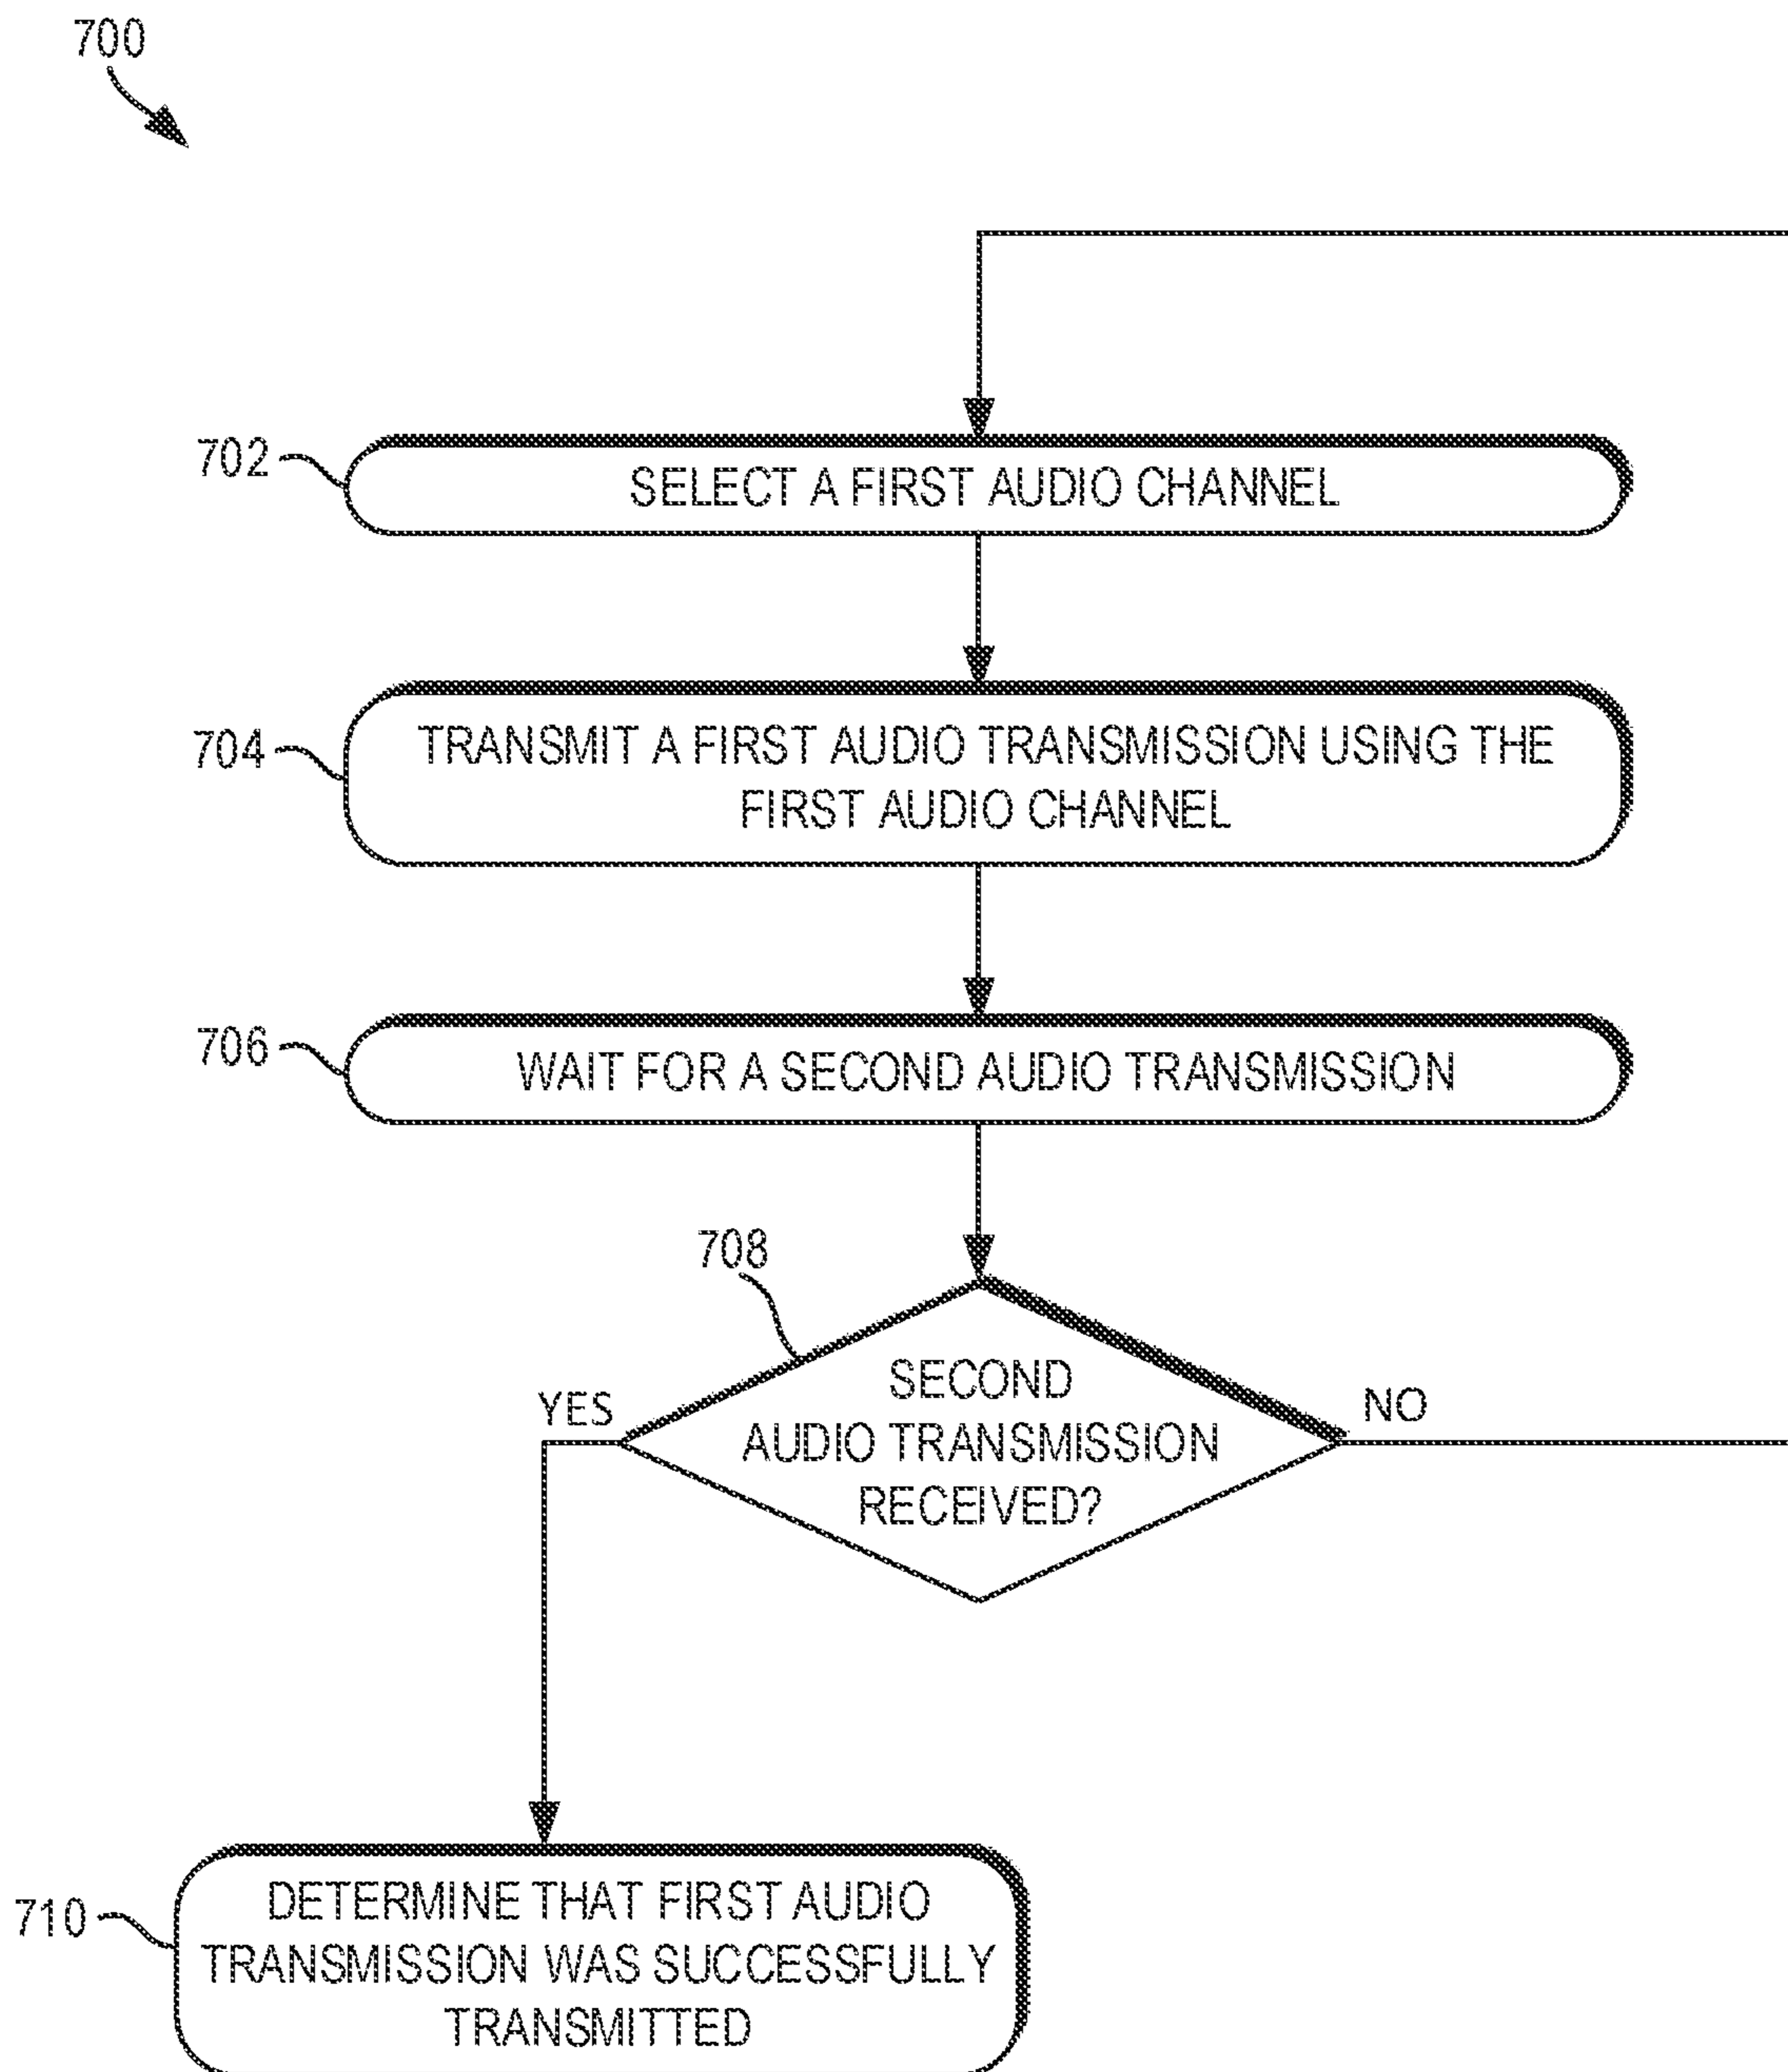 700
702
SELECT A FIRST AUDIO CHANNEL
704
TRANSMIT A FIRST AUDIO TRANSMISSION USING THE
FIRST AUDIO CHANNEL
706
WAIT FOR A SECOND AUDIO TRANSMISSION
708
YES
SECOND
AUDIO TRANSMISSION
RECEIVED?
NO
710
DETERMINE THAT FIRST AUDIO
TRANSMISSION WAS SUCCESSFULLY
TRANSMITTED